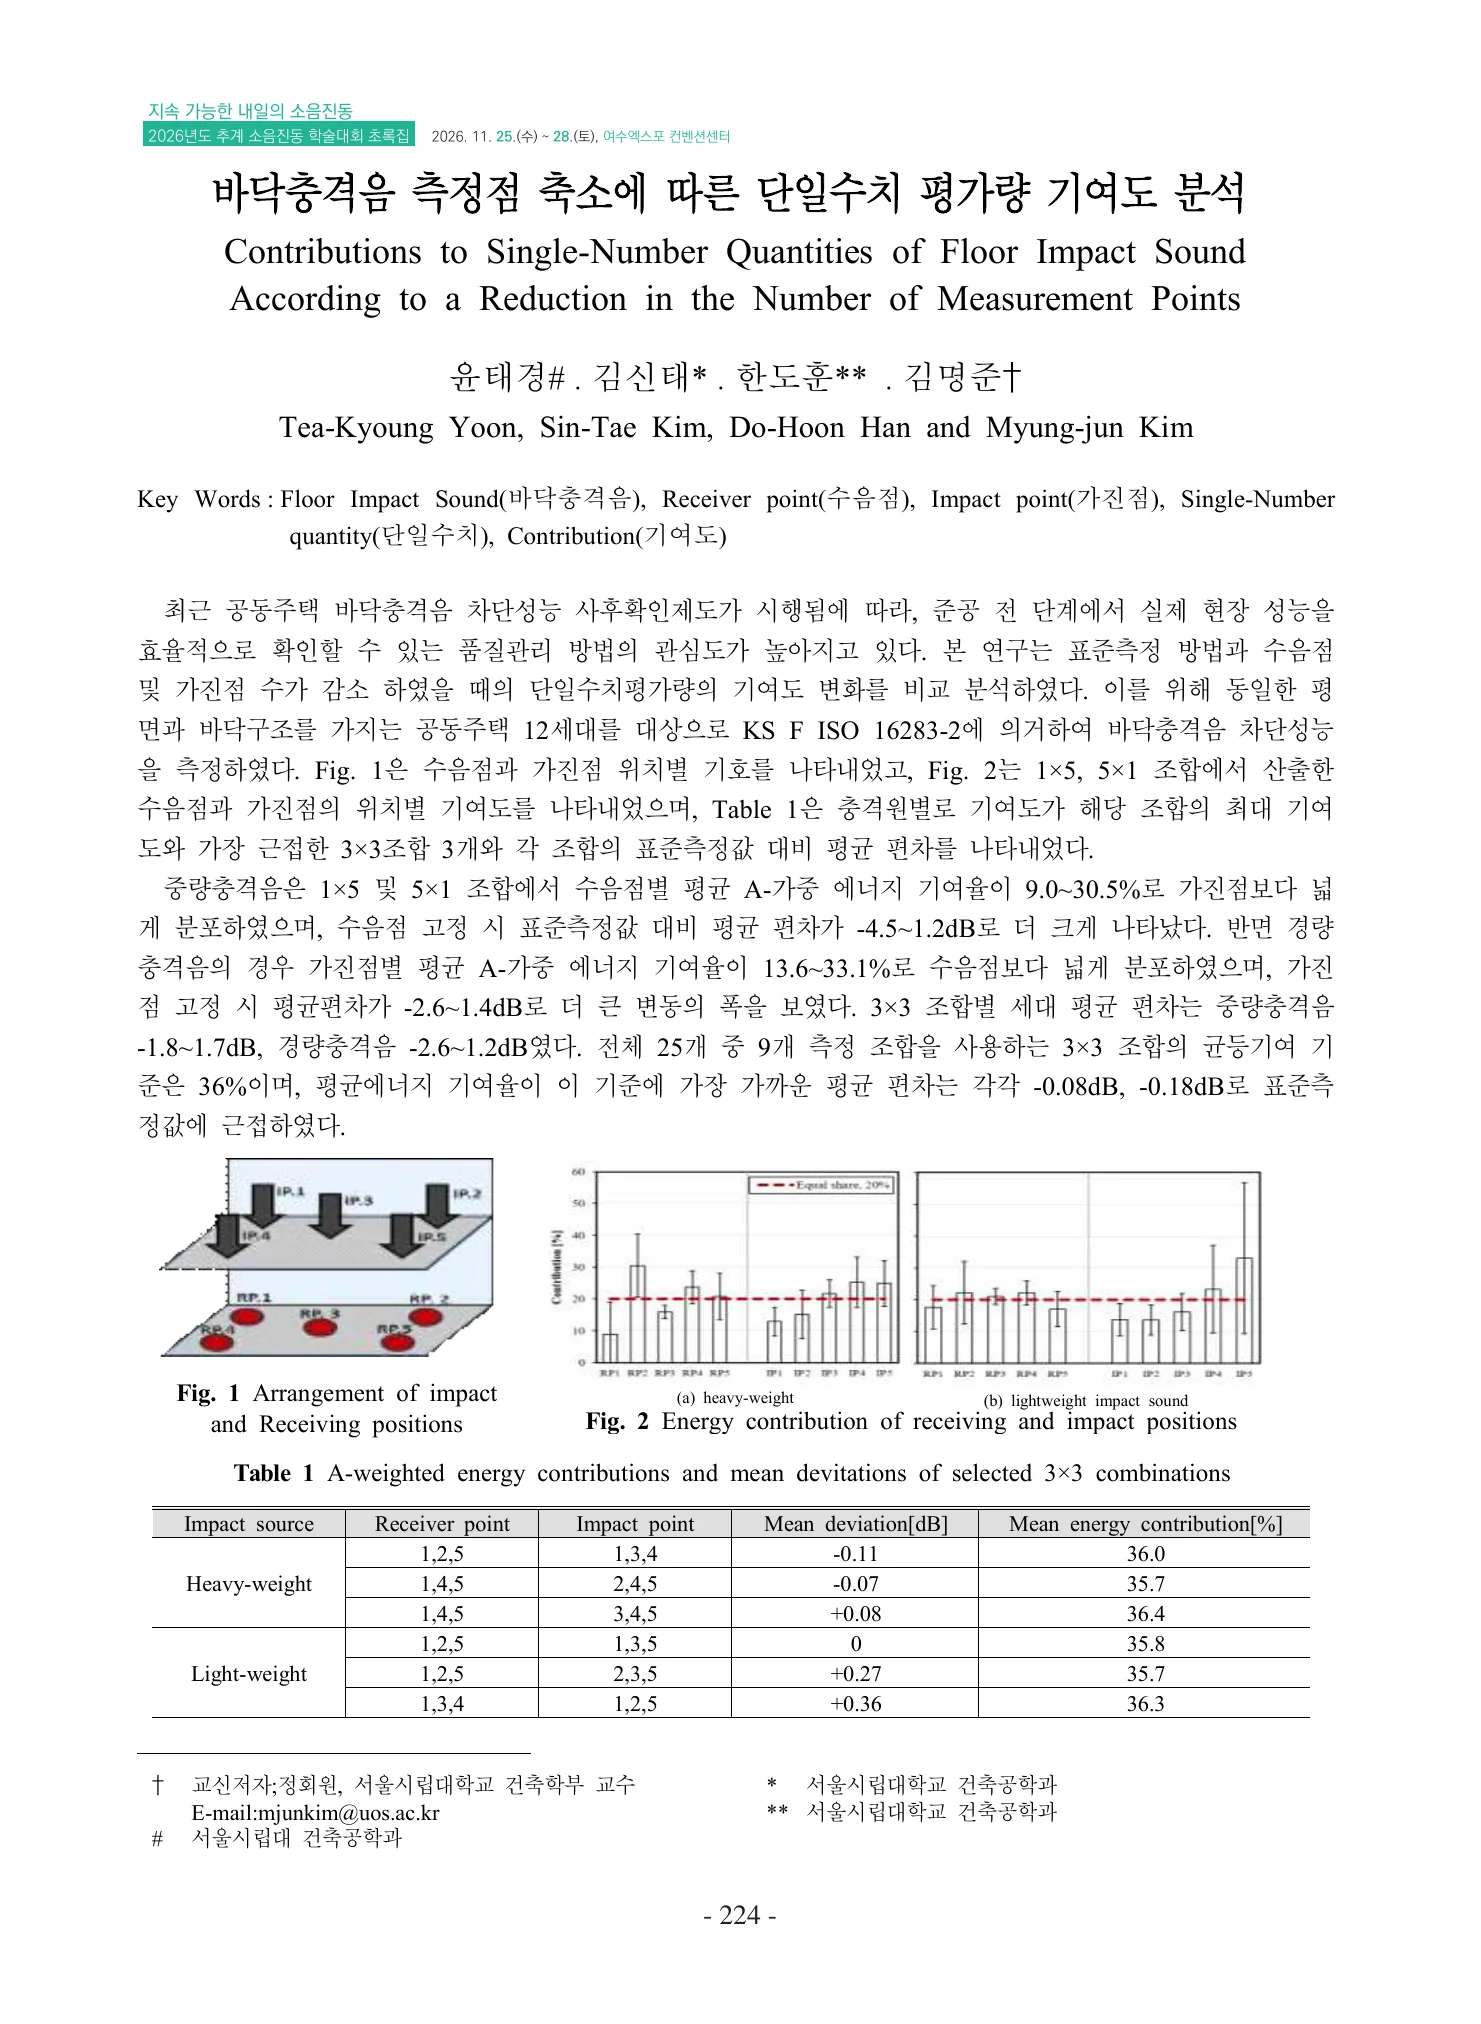 지속 가능한 내일의 소음진동
2026년도 추계 소음진동 학술대회 초록집 2026. 11. 25.(수) ~ 28.(토), 여수엑스포 컨벤션센터
바닥충격음 측정점 축소에 따른 단일수치 평가량 기여도 분석
Contributions to Single-Number Quantities of Floor Impact Sound
According to a Reduction in the Number of Measurement Points
윤태경# . 김신태* . 한도훈** . 김명준†
Tea-Kyoung Yoon, Sin-Tae Kim, Do-Hoon Han and Myung-jun Kim
Key Words : Floor Impact Sound(바닥충격음), Receiver point(수음점), Impact point(가진점), Single-Number
quantity(단일수치), Contribution(기여도)
최근 공동주택 바닥충격음 차단성능 사후확인제도가 시행됨에 따라, 준공 전 단계에서 실제 현장 성능을
효율적으로 확인할 수 있는 품질관리 방법의 관심도가 높아지고 있다. 본 연구는 표준측정 방법과 수음점
및 가진점 수가 감소 하였을 때의 단일수치평가량의 기여도 변화를 비교 분석하였다. 이를 위해 동일한 평
면과 바닥구조를 가지는 공동주택 12세대를 대상으로 KS F ISO 16283-2에 의거하여 바닥충격음 차단성능
을 측정하였다. Fig. 1은 수음점과 가진점 위치별 기호를 나타내었고, Fig. 2는 1×5, 5×1 조합에서 산출한
수음점과 가진점의 위치별 기여도를 나타내었으며, Table 1은 충격원별로 기여도가 해당 조합의 최대 기여
도와 가장 근접한 3×3조합 3개와 각 조합의 표준측정값 대비 평균 편차를 나타내었다.
중량충격음은 1×5 및 5×1 조합에서 수음점별 평균 A-가중 에너지 기여율이 9.0~30.5%로 가진점보다 넓
게 분포하였으며, 수음점 고정 시 표준측정값 대비 평균 편차가 -4.5~1.2dB로 더 크게 나타났다. 반면 경량
충격음의 경우 가진점별 평균 A-가중 에너지 기여율이 13.6~33.1%로 수음점보다 넓게 분포하였으며, 가진
점 고정 시 평균편차가 -2.6~1.4dB로 더 큰 변동의 폭을 보였다. 3×3 조합별 세대 평균 편차는 중량충격음
-1.8~1.7dB, 경량충격음 -2.6~1.2dB였다. 전체 25개 중 9개 측정 조합을 사용하는 3×3 조합의 균등기여 기
준은 36%이며, 평균에너지 기여율이 이 기준에 가장 가까운 평균 편차는 각각 -0.08dB, -0.18dB로 표준측
정값에 근접하였다.
IP.1 IP.3 IP.2
IP.4 IP.5
RP.1 RP. 3 RP. 2
RP.4 RP.5
Fig. 1 Arrangement of impact
and Receiving positions
Contribution [%]
60
50
40
30
20
10
0
Equal share, 20%
RP1 RP2 RP3 RP4 RP5 IP1 IP2 IP3 IP4 IP5
RP1 RP2 RP3 RP4 RP5 IP1 IP2 IP3 IP4 IP5
(a) heavy-weight (b) lightweight impact sound
Fig. 2 Energy contribution of receiving and impact positions
Table 1 A-weighted energy contributions and mean devitations of selected 3×3 combinations
Impact source Receiver point Impact point Mean deviation[dB] Mean energy contribution[%]
Heavy-weight 1,2,5 1,3,4 -0.11 36.0
1,4,5 2,4,5 -0.07 35.7
1,4,5 3,4,5 +0.08 36.4
Light-weight 1,2,5 1,3,5 0 35.8
1,2,5 2,3,5 +0.27 35.7
1,3,4 1,2,5 +0.36 36.3
† 교신저자;정회원, 서울시립대학교 건축학부 교수
E-mail:mjunkim@uos.ac.kr
# 서울시립대 건축공학과
* 서울시립대학교 건축공학과
** 서울시립대학교 건축공학과
- 224 -